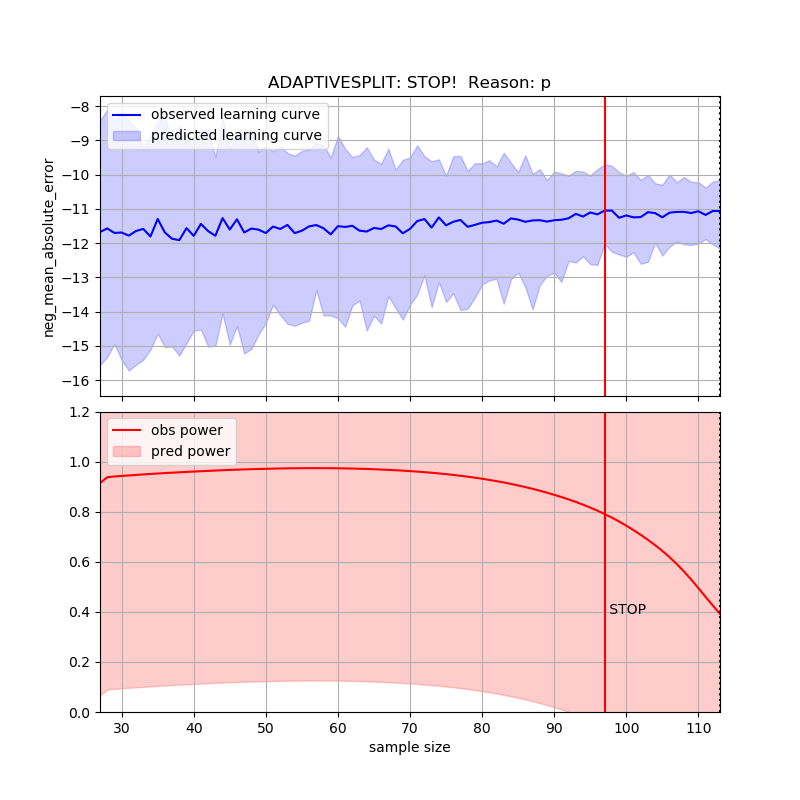 ADAPTIVESPLIT: STOP!  Reason: p
observed learning curve
predicted learning curve
neg_mean_absolute_error
−8
−9
−10
−11
−12
−13
−14
−15
−16
obs power
pred power
1.2
1.0
0.8
0.6
0.4
0.2
0.0
STOP
30 40 50 60 70 80 90 100 110
sample size